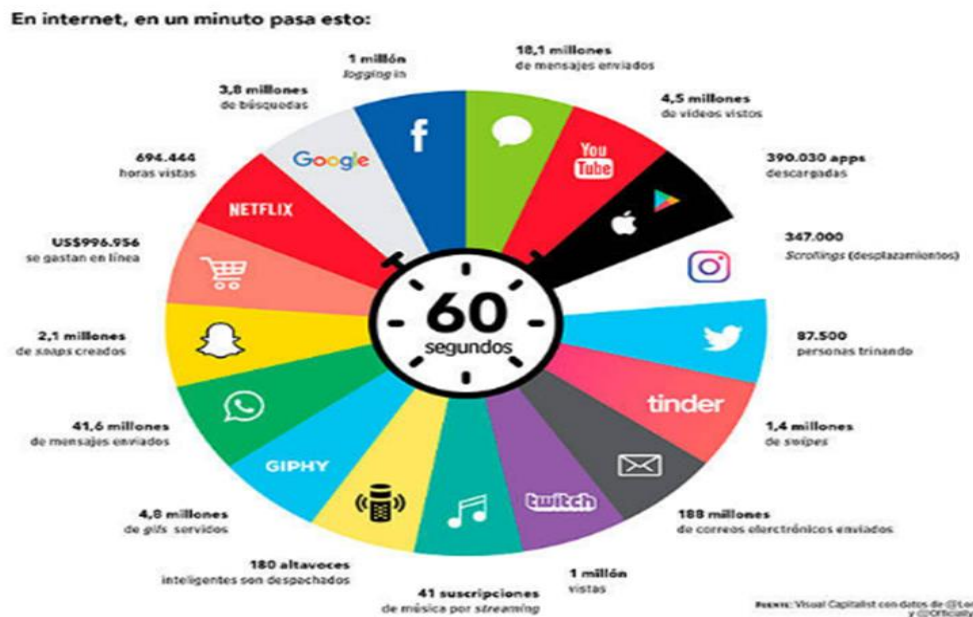 En internet, en un minuto pasa esto:
1 millón
logging in
18,1 millones
de mensajes enviados
4,5 millones
de videos vistos
390.030 apps
descargadas
347.000
Scrollings (desplazamientos)
87.500
personas trinando
1,4 millones
de swipes
188 millones
de correos elerctrónicos enviados
1 millón
vistas
41 suscripciones
de música por streaming
180 altavoces
inteligentes son despachados
4,8 millones
de gifs servidos
41,6 millones
de mensajes enviados
2,1 millones
de snaps creados
US$996.956
se gastan en línea
694.444
horas vistas
3,8 millones
de búsquedas
f
You
Tube
tinder
twitch
GIPHY
NETFLIX
Google
60
segundos
FUENTE: Visual Capitalist con datos de @Lor
y @Officially